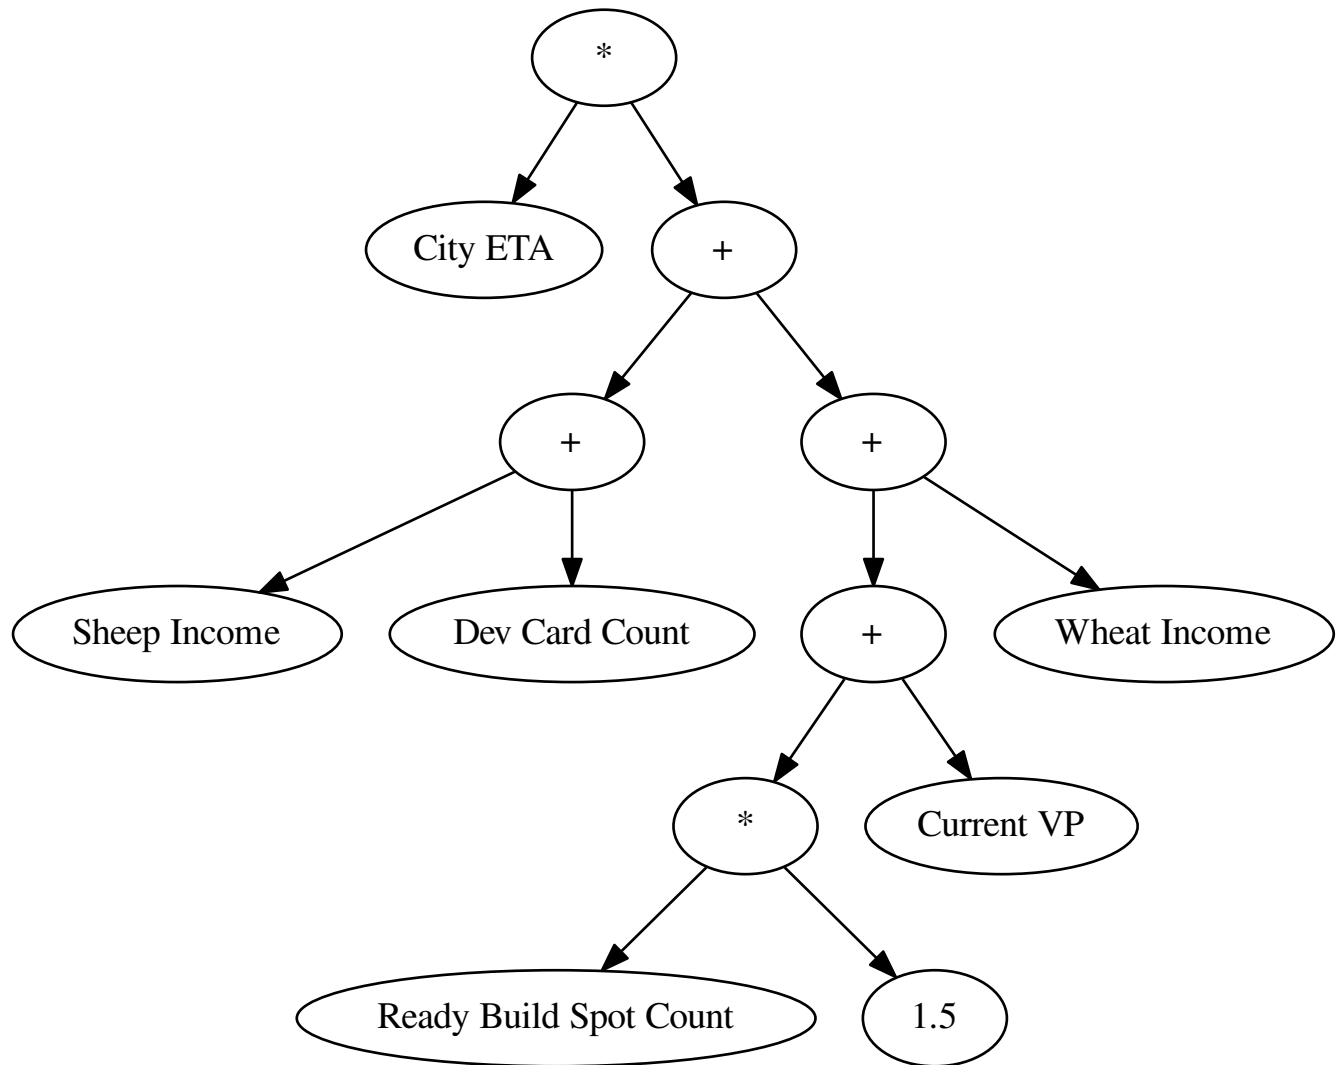 *
City ETA
+
+
+
Sheep Income
Dev Card Count
+
Wheat Income
*
Current VP
Ready Build Spot Count
1.5